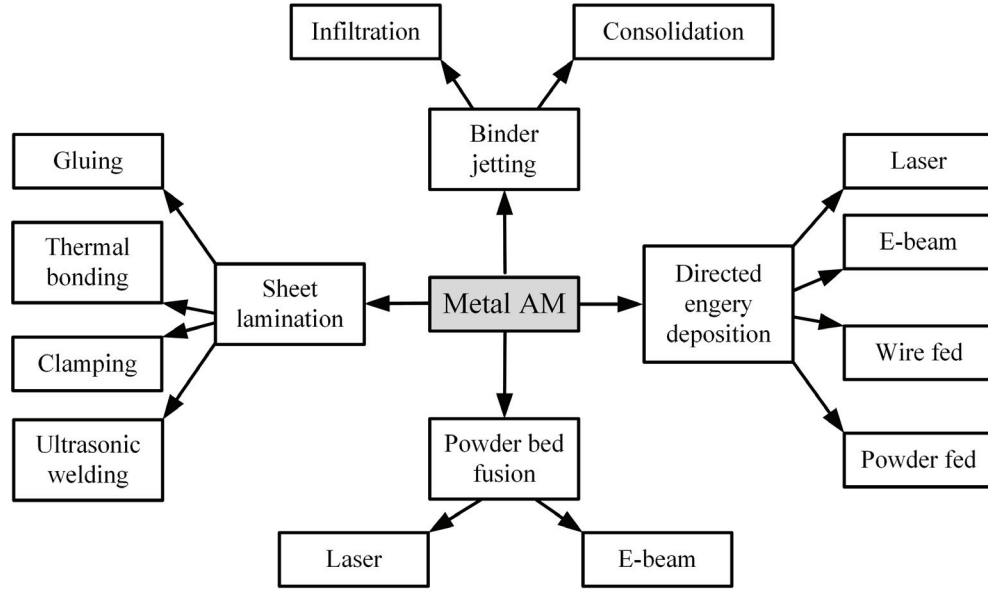 Infiltration
Consolidation
Binder
jetting
Gluing
Thermal
bonding
Clamping
Ultrasonic
welding
Sheet
lamination
Metal AM
Directed
engery
deposition
Laser
E-beam
Wire fed
Powder fed
Powder bed
fusion
Laser
E-beam